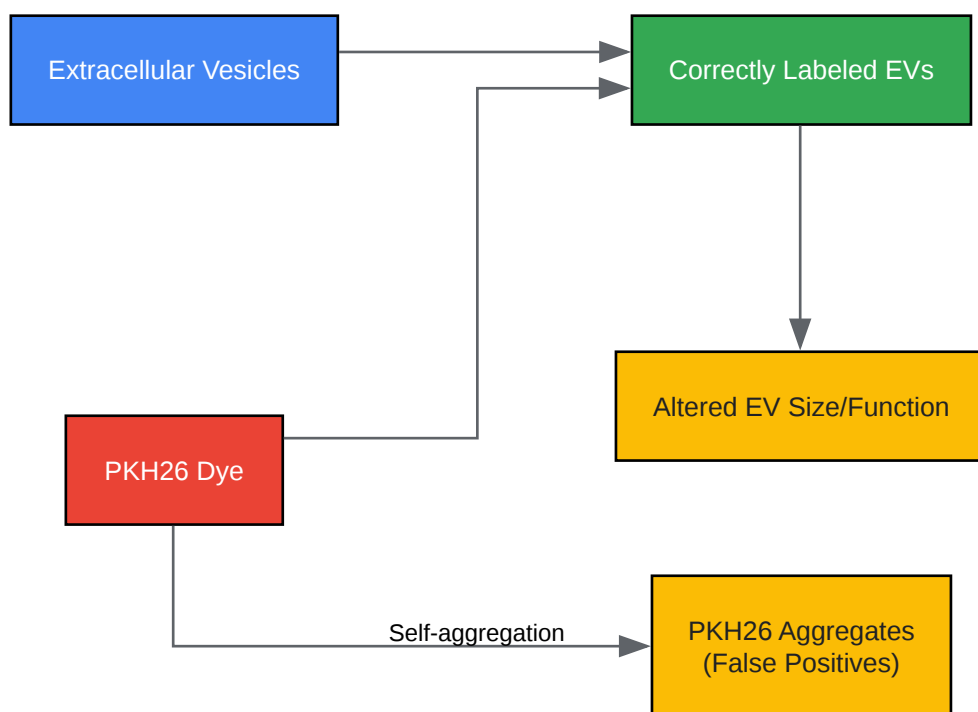 Extracellular Vesicles
Correctly Labeled EVs
Altered EV Size/Function
PKH26 Dye
Self-aggregation
PKH26 Aggregates
(False Positives)